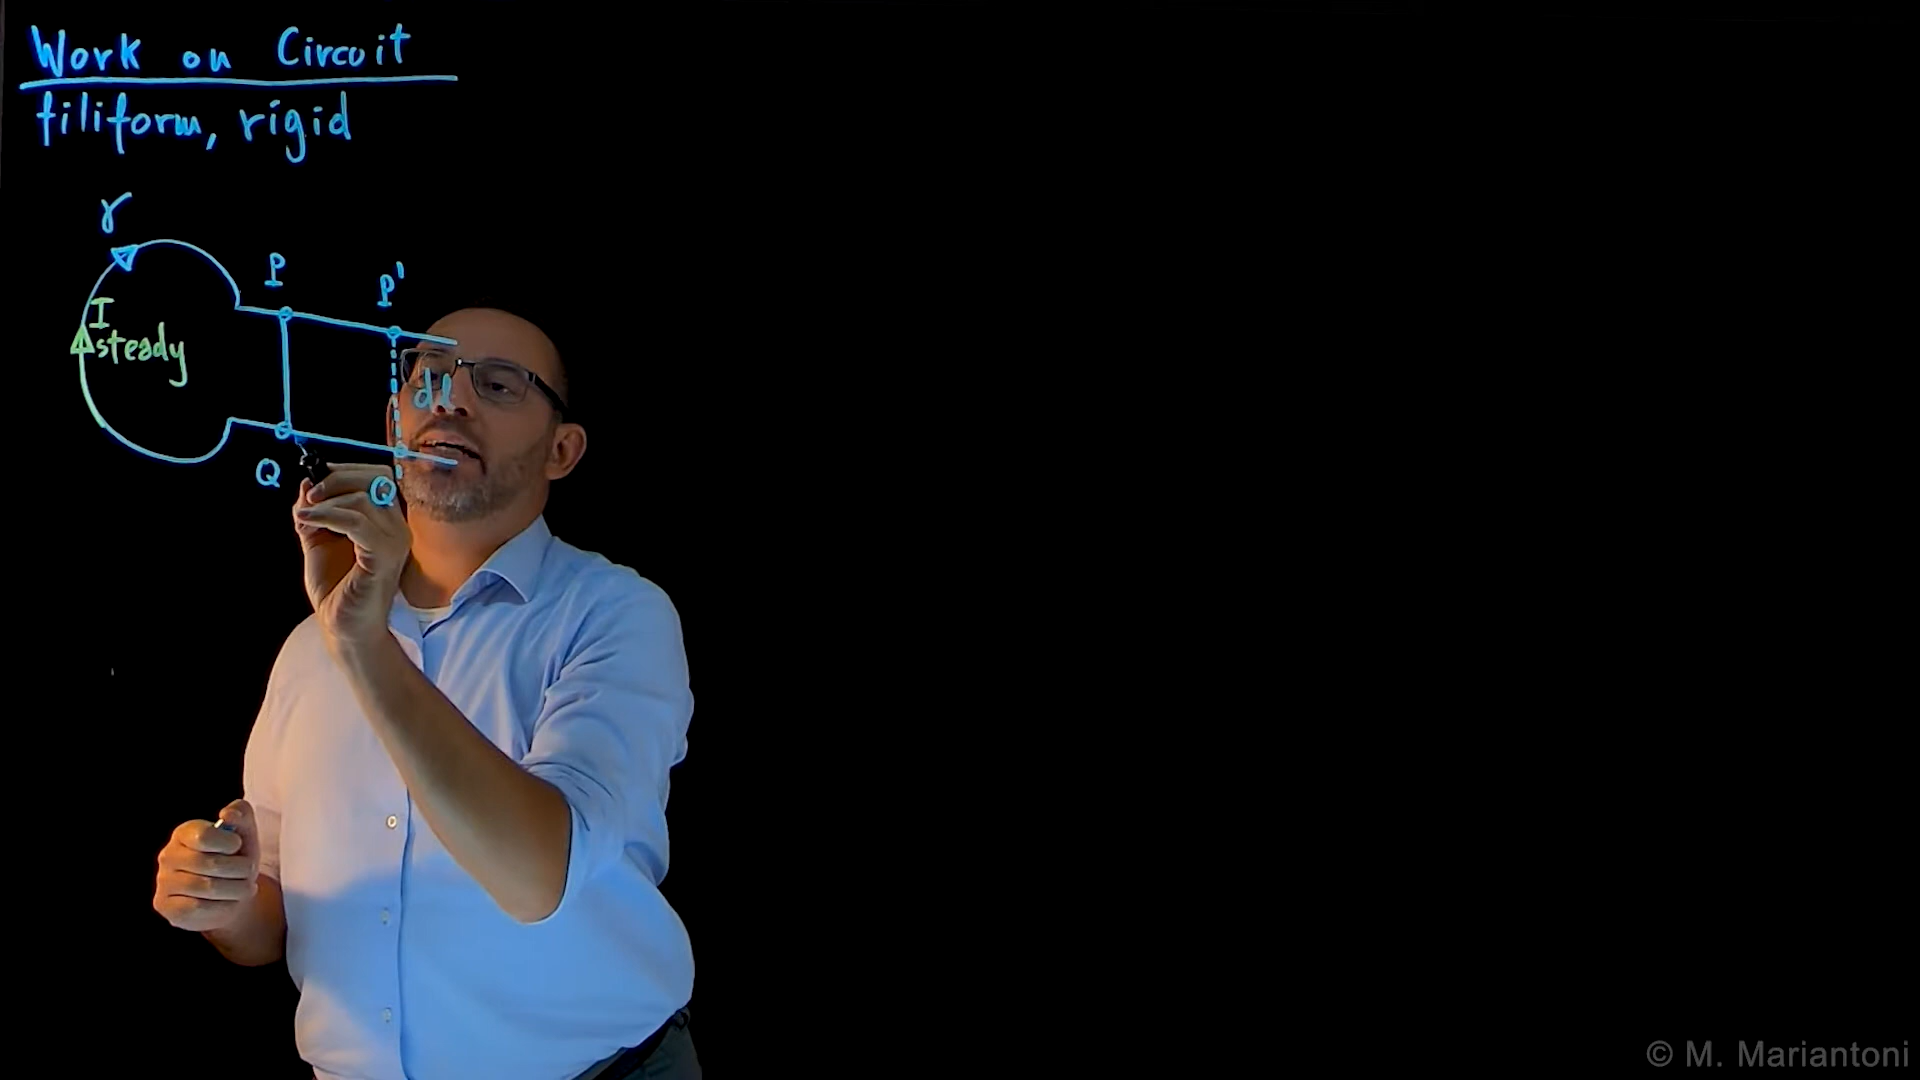 Work on Circuit
filiform, rigid
γ
P
P'
I
steady
dl
Q
Q
© M. Mariantoni